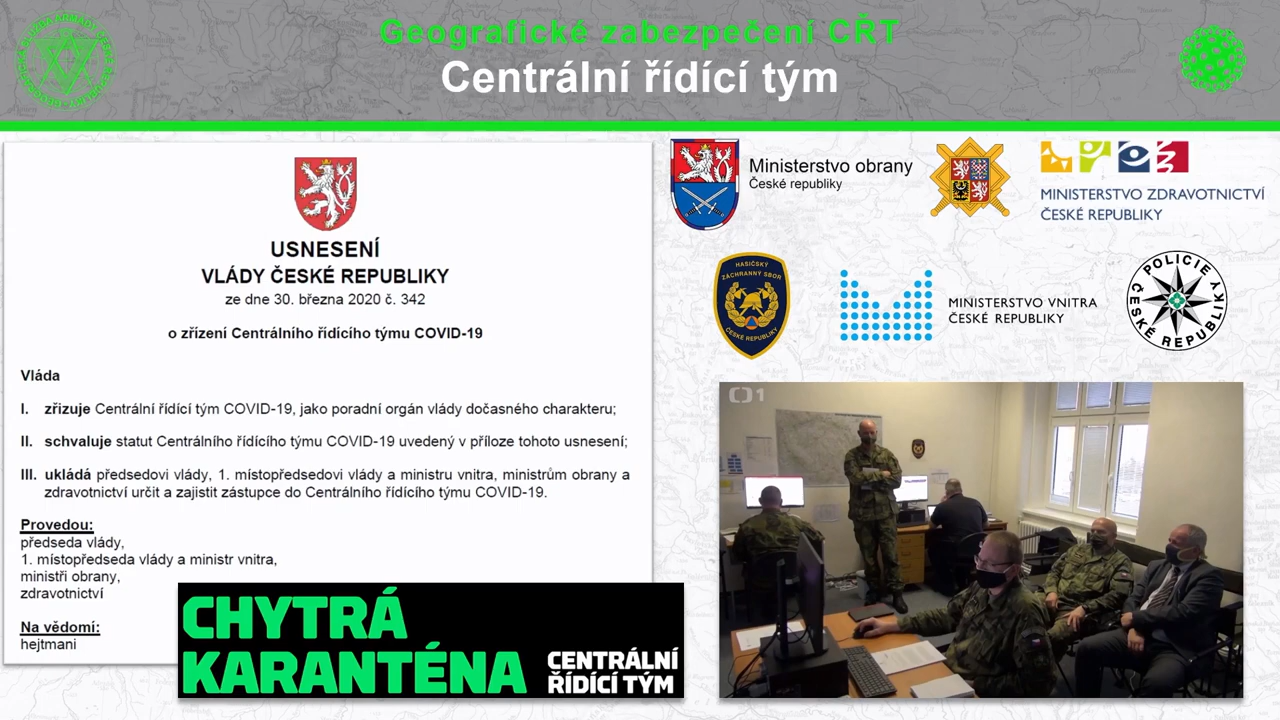 Geografické zabezpečení CŘT
Centrální řídící tým
USNESENÍ
VLÁDY ČESKÉ REPUBLIKY
ze dne 30. března 2020 č. 342
o zřízení Centrálního řídícího týmu COVID-19
Vláda
I. zřizuje Centrální řídící tým COVID-19, jako poradní orgán vlády dočasného charakteru;
II. schvaluje statut Centrálního řídícího týmu COVID-19 uvedený v příloze tohoto usnesení;
III. ukládá předsedovi vlády, 1. místopředsedovi vlády a ministru vnitra, ministrům obrany a
zdravotnictví určit a zajistit zástupce do Centrálního řídícího týmu COVID-19.
Provedou:
předseda vlády,
1. místopředseda vlády a ministr vnitra,
ministři obrany,
zdravotnictví
Na vědomí:
hejtmani
CHYTRÁ
KARANTÉNA
CENTRÁLNÍ
ŘÍDÍCÍ TÝM
Ministerstvo obrany
České republiky
MINISTERSTVO ZDRAVOTNICTVÍ
ČESKÉ REPUBLIKY
HASIČSKÝ
ZÁCHRANNÝ SBOR
ČESKÉ REPUBLIKY
MINISTERSTVO VNITRA
ČESKÉ REPUBLIKY
POLICIE
ČESKÉ REPUBLIKY
1